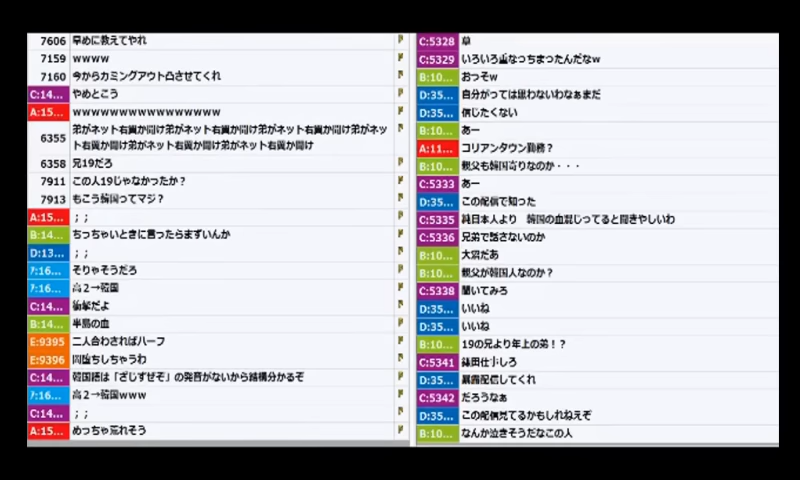 7606 早めに教えてやれ
7159 wwww
7160 今からカミングアウト凸させてくれ
C:14... やめとこう
A:15... wwwwwwwwwwwwwwwww
6355 弟がネット右翼か聞け弟がネット右翼か聞け弟がネット右翼か聞け弟がネッ
ト右翼か聞け弟がネット右翼か聞け弟がネット右翼か聞け
6358 兄19だろ
7911 この人19じゃなかったか？
7913 もこう韓国ってマジ？
A:15... ；；
B:14... ちっちゃいときに言ったらまずいんか
D:13... ；；
7:16... そりゃそうだろ
7:16... 高２→韓国
C:14... 衝撃だよ
B:14... 半島の血
E:9395 二人合わさればハーフ
E:9396 闇堕ちしちゃうわ
C:14... 韓国語は「ざじずぜぞ」の発音がないから結構分かるぞ
7:16... 高２→韓国www
C:14... ；；
A:15... めっちゃ荒れそう
C:5328 草
C:5329 いろいろ重なっちまったんだなw
B:10... おっそw
D:35... 自分がっては思わないわなぁまだ
D:35... 信じたくない
B:10... あー
A:11... コリアンタウン勤務？
B:10... 親父も韓国寄りなのか・・・
C:5333 あー
D:35... この配信で知った
C:5335 純日本人より　韓国の血混じってると聞きやしいわ
C:5336 兄弟で話さないのか
B:10... 大沼だあ
B:10... 親父が韓国人なのか？
C:5338 聞いてみろ
D:35... いいね
D:35... いいね
B:10... 19の兄より年上の弟！？
C:5341 鎌田仕事しろ
D:35... 暴露配信してくれ
C:5342 だろうなぁ
D:35... この配信見てるかもしれねえぞ
B:10... なんか泣きそうだなこの人